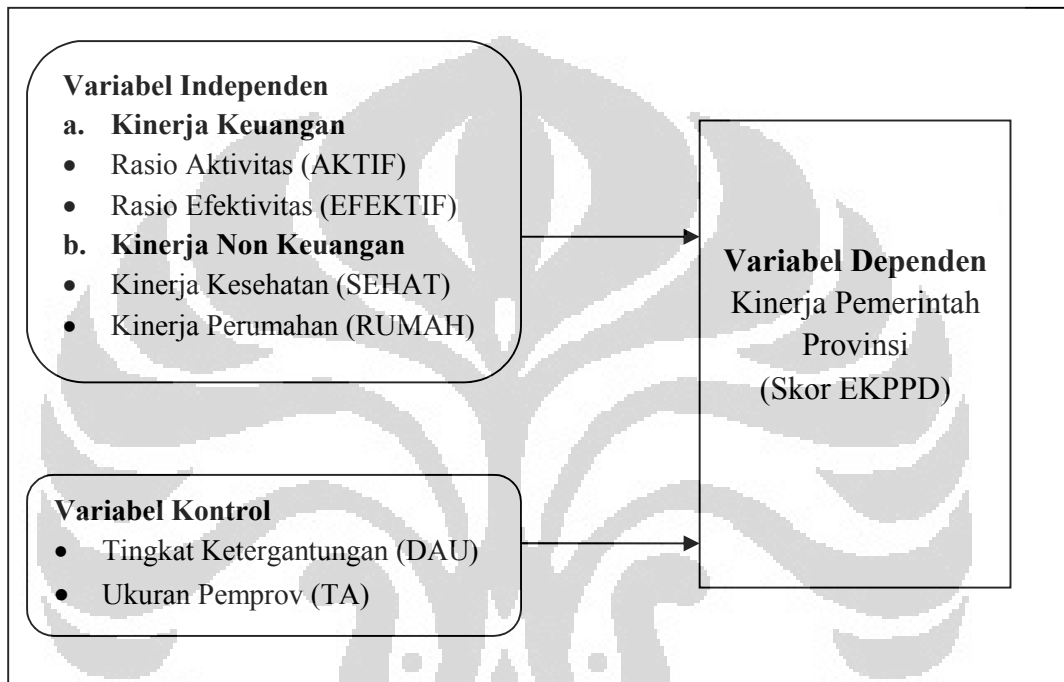 Variabel Independen
a. Kinerja Keuangan
• Rasio Aktivitas (AKTIF)
• Rasio Efektivitas (EFEKTIF)
b. Kinerja Non Keuangan
• Kinerja Kesehatan (SEHAT)
• Kinerja Perumahan (RUMAH)
Variabel Kontrol
• Tingkat Ketergantungan (DAU)
• Ukuran Pemprov (TA)
Variabel Dependen
Kinerja Pemerintah
Provinsi
(Skor EKPPD)